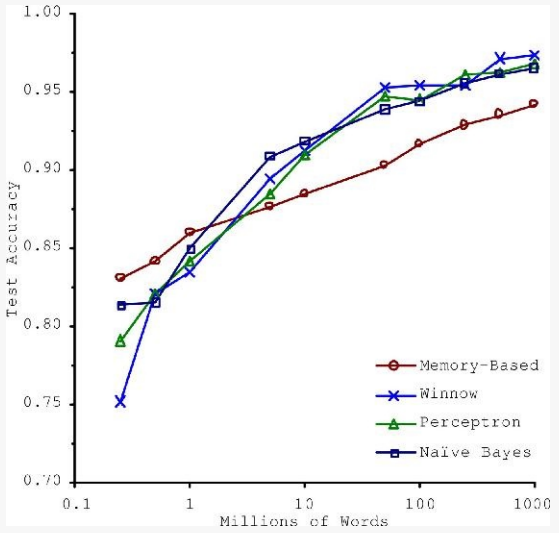 1.00
0.95
0.90
0.85
0.80
0.75
0.70
Test Accuracy
0.1
1
10
100
1000
Millions of Words
Memory-Based
Winnow
Perceptron
Naïve Bayes